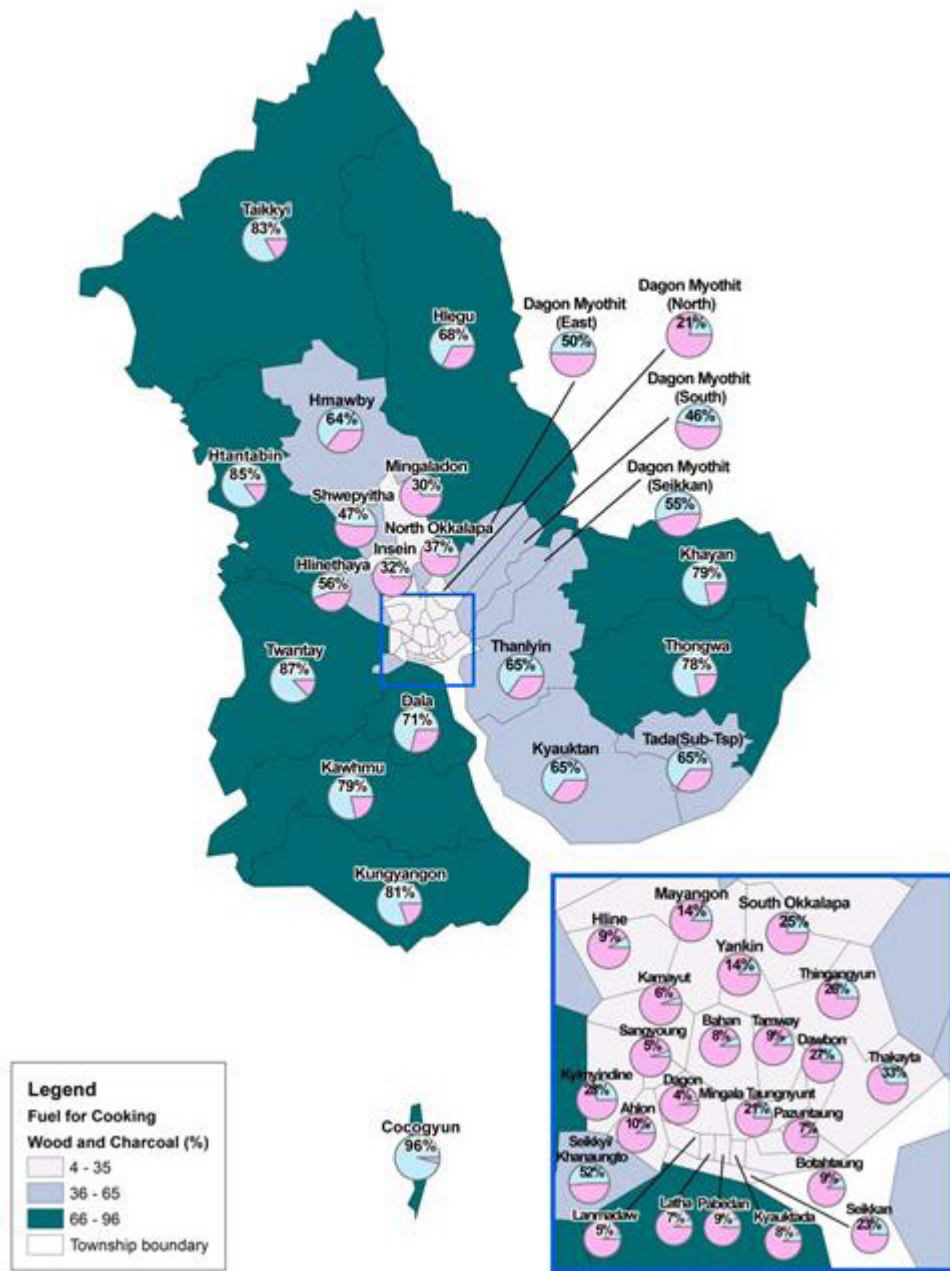 Taikkyi
83%
Hlegu
68%
Dagon Myothit
(East)
50%
Dagon Myothit
(North)
21%
Dagon Myothit
(South)
46%
Dagon Myothit
(Seikkan)
55%
Hmawby
64%
Htantabin
85%
Mingaladon
30%
Shwepyitha
47%
North Okkalapa
37%
Insein
32%
Hlinethaya
56%
Khayan
79%
Thongwa
78%
Thanlyin
65%
Twantay
87%
Dala
71%
Kyauktan
65%
Tada(Sub-Tsp)
65%
Kawhmu
79%
Kungyangon
81%
Cocogyun
96%
Mayangon
14%
South Okkalapa
25%
Hline
9%
Yankin
14%
Thingangyun
26%
Kamayut
6%
Sangyoung
5%
Bahan
8%
Tamway
9%
Dawbon
27%
Thakayta
33%
Kyimyindine
28%
Dagon
4%
Mingala Taungnyunt
21%
Ahlon
10%
Pazuntaung
7%
Seikkyi/
Khanaungto
52%
Botahtaung
9%
Lanmadaw
5%
Latha
7%
Pabedan
9%
Kyauktada
8%
Seikkan
23%
Legend
Fuel for Cooking
Wood and Charcoal (%)
4 - 35
36 - 65
66 - 96
Township boundary